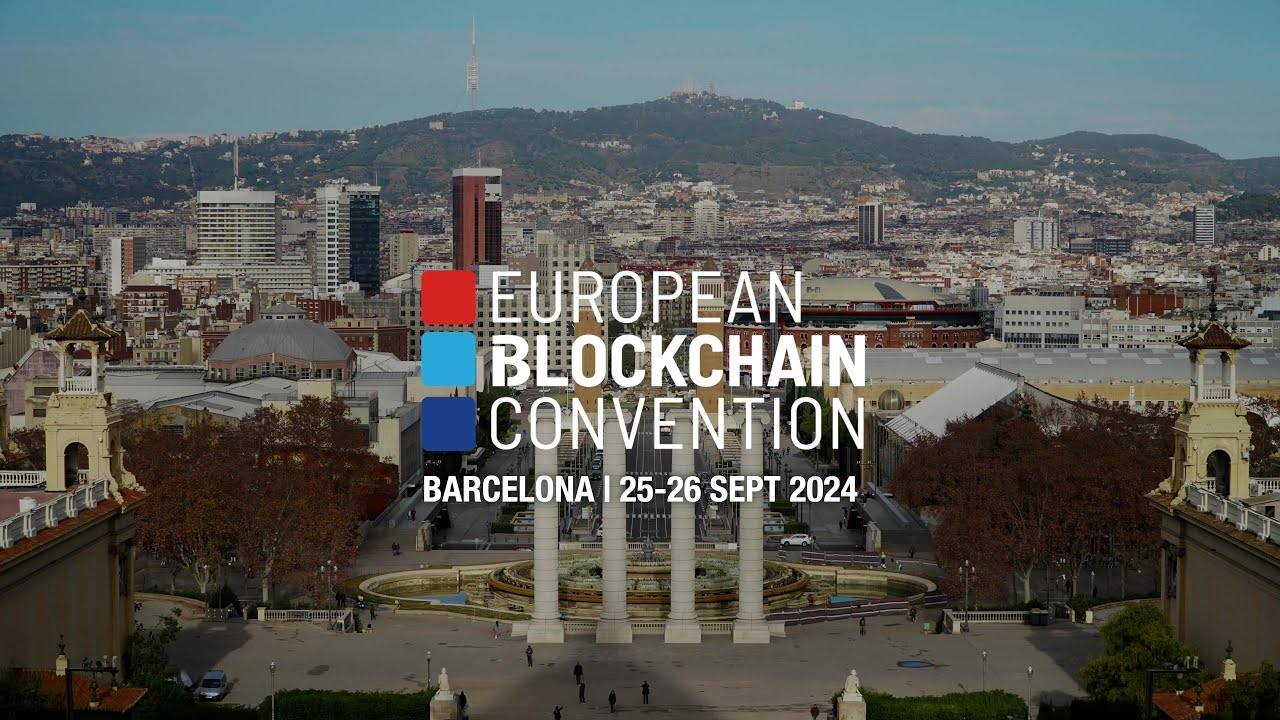 EUROPEAN
BLOCKCHAIN
CONVENTION
BARCELONA | 25-26 SEPT 2024